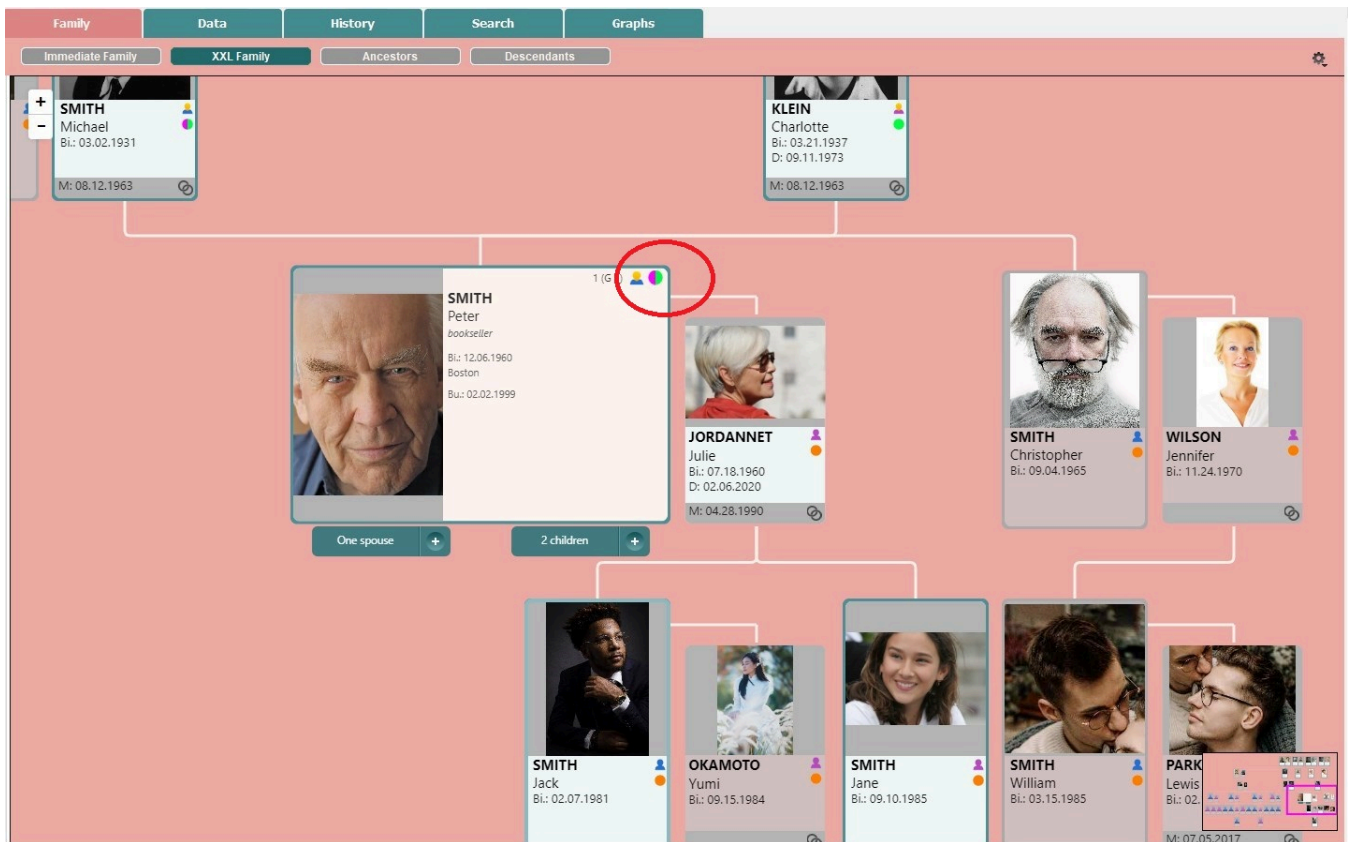 Family
Data
History
Search
Graphs
Immediate Family
XXL Family
Ancestors
Descendants
+
−
SMITH
Michael
Bi.: 03.02.1931
M: 08.12.1963
KLEIN
Charlotte
Bi.: 03.21.1937
D: 09.11.1973
M: 08.12.1963
1 (G
SMITH
Peter
bookseller
Bi.: 12.06.1960
Boston
Bu.: 02.02.1999
One spouse +
2 children +
JORDANNET
Julie
Bi.: 07.18.1960
D: 02.06.2020
M: 04.28.1990
SMITH
Christopher
Bi.: 09.04.1965
WILSON
Jennifer
Bi.: 11.24.1970
SMITH
Jack
Bi.: 02.07.1981
OKAMOTO
Yumi
Bi.: 09.15.1984
SMITH
Jane
Bi.: 09.10.1985
SMITH
William
Bi.: 03.15.1985
PARK
Lewis
Bi.: 02.
M: 07.05.2017